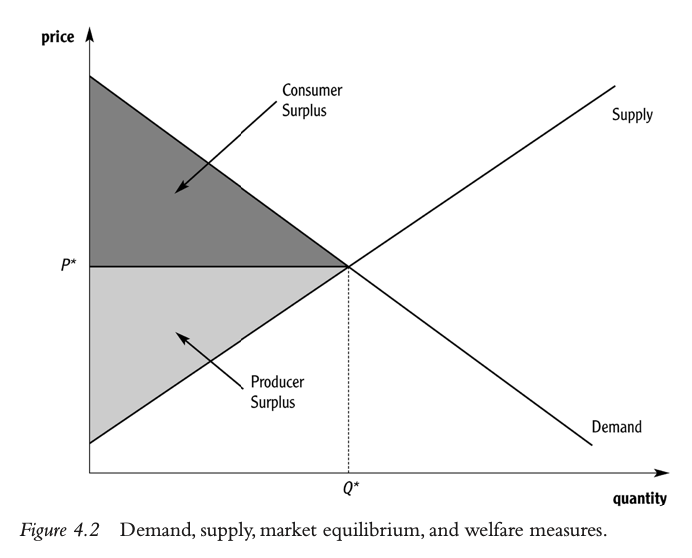 price
Consumer
Surplus
Supply
P*
Producer
Surplus
Demand
Q*
quantity
Figure 4.2 Demand, supply, market equilibrium, and welfare measures.